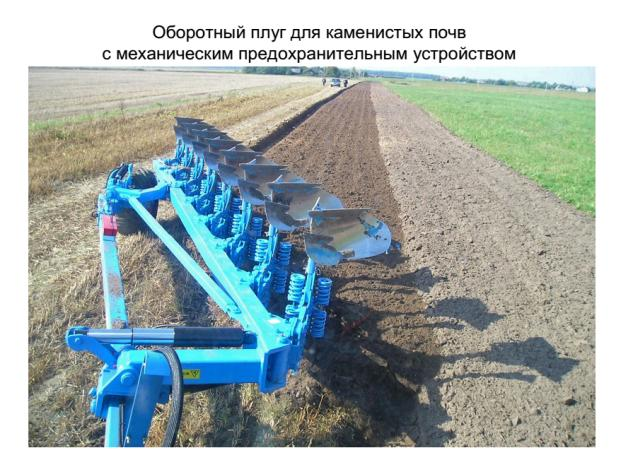 Оборотный плуг для каменистых почв
с механическим предохранительным устройством